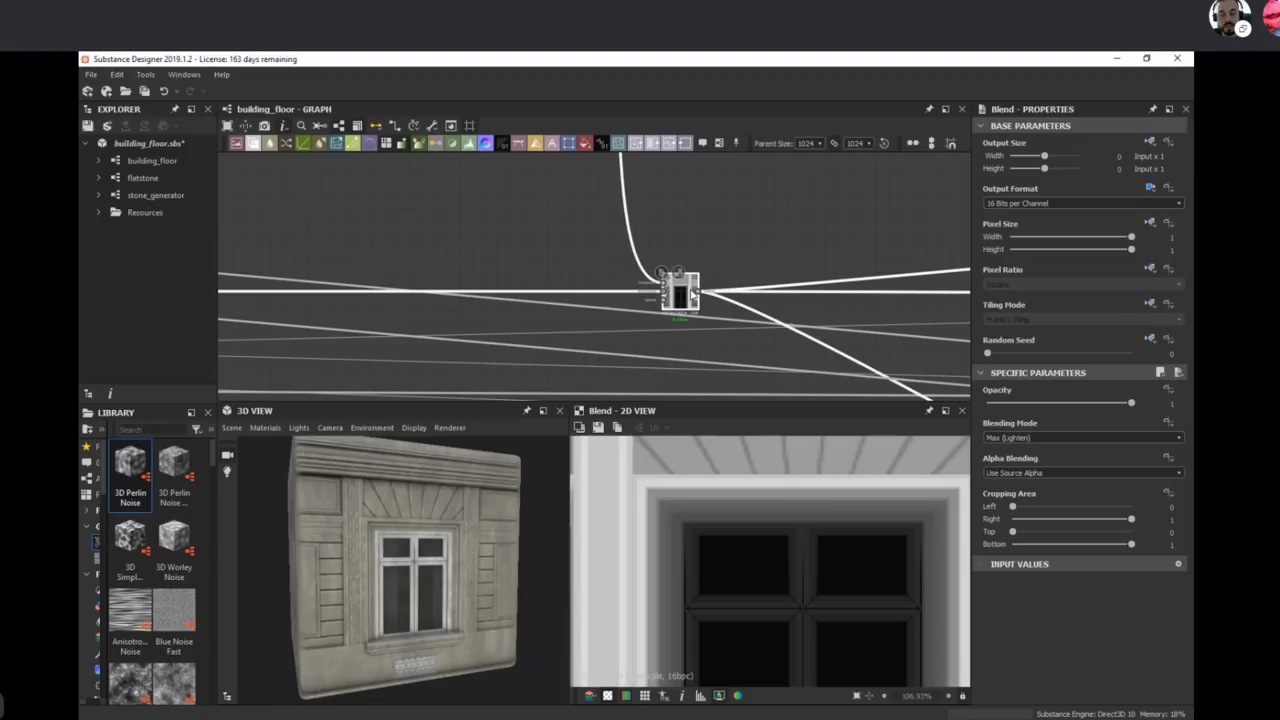 Substance Designer 2019.1.2 - License: 163 days remaining
File Edit Tools Windows Help
EXPLORER
building_floor.sbs*
building_floor
flatstone
stone_generator
Resources
building_floor - GRAPH
Parent Size: 1024 1024
LIBRARY
Search
3D Perlin Noise
3D Perlin Noise ...
3D Simpl...
3D Worley Noise
Anisotro... Noise
Blue Noise Fast
3D VIEW
Scene Materials Lights Camera Environment Display Renderer
Blend - 2D VIEW
106.93%
Blend - PROPERTIES
BASE PARAMETERS
Output Size
Width 0 Input x 1
Height 0 Input x 1
Output Format
16 Bits per Channel
Pixel Size
Width 1
Height 1
Pixel Ratio
Square
Tiling Mode
H and V Tiling
Random Seed
0
SPECIFIC PARAMETERS
Opacity
1
Blending Mode
Max (Lighten)
Alpha Blending
Use Source Alpha
Cropping Area
Left 0
Right 1
Top 0
Bottom 1
INPUT VALUES
Substance Engine: Direct3D 10 Memory: 18%